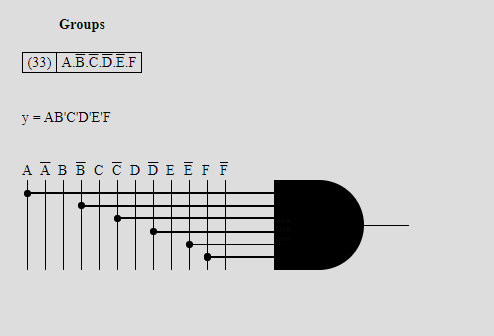 Groups
(33) A.B̅.C̅.D̅.E̅.F
y = AB'C'D'E'F
A A̅ B B̅ C C̅ D D̅ E E̅ F F̅